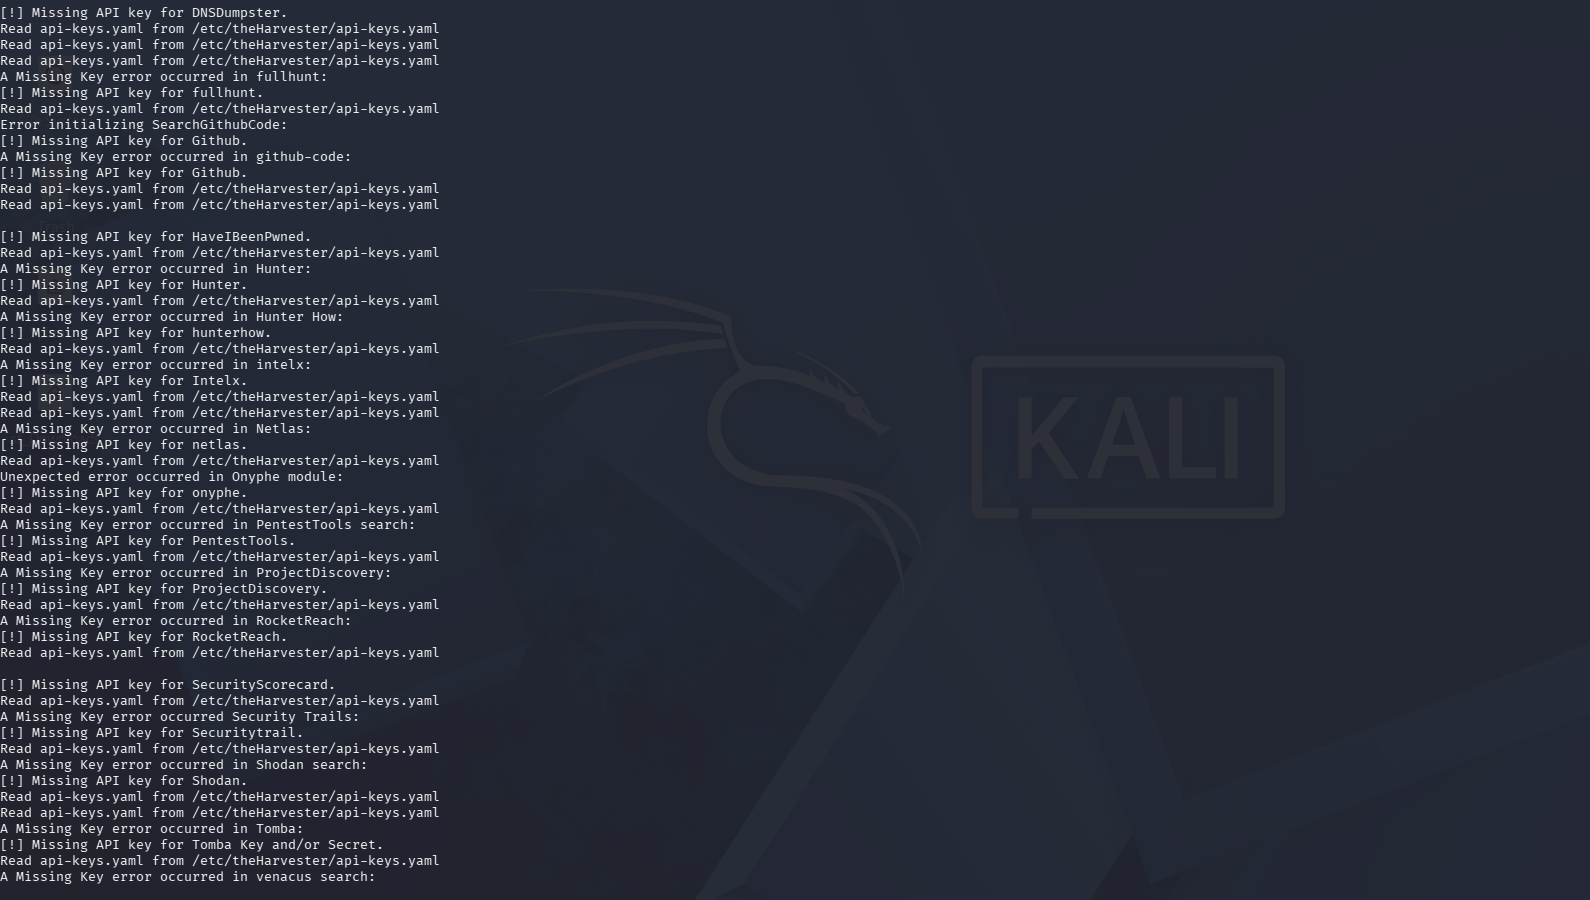 [!] Missing API key for DNSDumpster.
Read api-keys.yaml from /etc/theHarvester/api-keys.yaml
Read api-keys.yaml from /etc/theHarvester/api-keys.yaml
Read api-keys.yaml from /etc/theHarvester/api-keys.yaml
A Missing Key error occurred in fullhunt:
[!] Missing API key for fullhunt.
Read api-keys.yaml from /etc/theHarvester/api-keys.yaml
Error initializing SearchGithubCode:
[!] Missing API key for Github.
A Missing Key error occurred in github-code:
[!] Missing API key for Github.
Read api-keys.yaml from /etc/theHarvester/api-keys.yaml
Read api-keys.yaml from /etc/theHarvester/api-keys.yaml
[!] Missing API key for HaveIBeenPwned.
Read api-keys.yaml from /etc/theHarvester/api-keys.yaml
A Missing Key error occurred in Hunter:
[!] Missing API key for Hunter.
Read api-keys.yaml from /etc/theHarvester/api-keys.yaml
A Missing Key error occurred in Hunter How:
[!] Missing API key for hunterhow.
Read api-keys.yaml from /etc/theHarvester/api-keys.yaml
A Missing Key error occurred in intelx:
[!] Missing API key for Intelx.
Read api-keys.yaml from /etc/theHarvester/api-keys.yaml
Read api-keys.yaml from /etc/theHarvester/api-keys.yaml
A Missing Key error occurred in Netlas:
[!] Missing API key for netlas.
Read api-keys.yaml from /etc/theHarvester/api-keys.yaml
Unexpected error occurred in Onyphe module:
[!] Missing API key for onyphe.
Read api-keys.yaml from /etc/theHarvester/api-keys.yaml
A Missing Key error occurred in PentestTools search:
[!] Missing API key for PentestTools.
Read api-keys.yaml from /etc/theHarvester/api-keys.yaml
A Missing Key error occurred in ProjectDiscovery:
[!] Missing API key for ProjectDiscovery.
Read api-keys.yaml from /etc/theHarvester/api-keys.yaml
A Missing Key error occurred in RocketReach:
[!] Missing API key for RocketReach.
Read api-keys.yaml from /etc/theHarvester/api-keys.yaml
[!] Missing API key for SecurityScorecard.
Read api-keys.yaml from /etc/theHarvester/api-keys.yaml
A Missing Key error occurred Security Trails:
[!] Missing API key for Securitytrail.
Read api-keys.yaml from /etc/theHarvester/api-keys.yaml
A Missing Key error occurred in Shodan search:
[!] Missing API key for Shodan.
Read api-keys.yaml from /etc/theHarvester/api-keys.yaml
Read api-keys.yaml from /etc/theHarvester/api-keys.yaml
A Missing Key error occurred in Tomba:
[!] Missing API key for Tomba Key and/or Secret.
Read api-keys.yaml from /etc/theHarvester/api-keys.yaml
A Missing Key error occurred in venacus search:
KALI